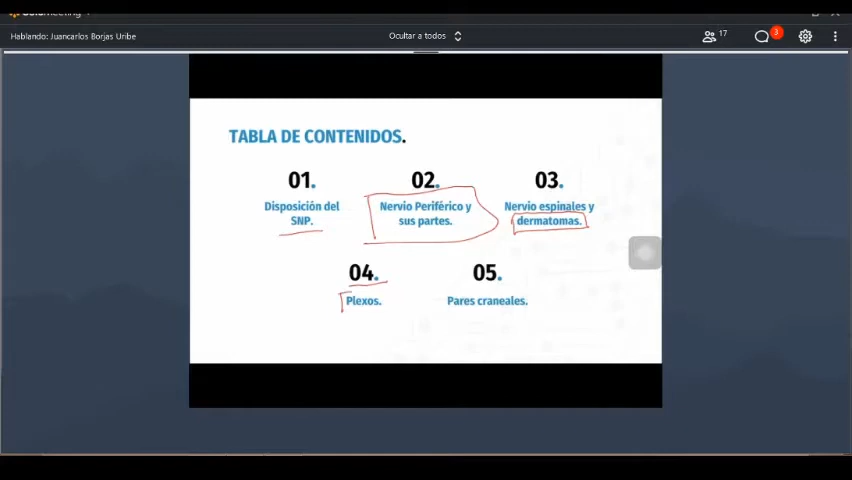 GoToMeeting
Hablando: Juancarlos Borjas Uribe
Ocultar a todos
17
3
TABLA DE CONTENIDOS.
01.
Disposición del
SNP.
02.
Nervio Periférico y
sus partes.
03.
Nervio espinales y
dermatomas.
04.
Plexos.
05.
Pares craneales.